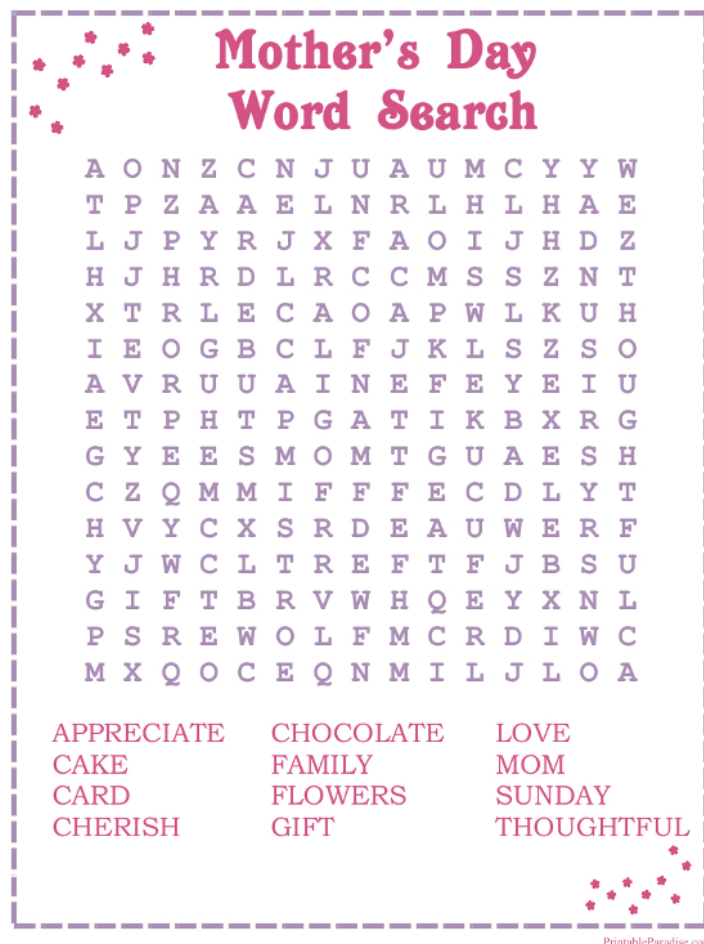 Mother's Day
Word Search
A O N Z C N J U A U M C Y Y W
T P Z A A E L N R L H L H A E
L J P Y R J X F A O I J H D Z
H J H R D L R C C M S S Z N T
X T R L E C A O A P W L K U H
I E O G B C L F J K L S Z S O
A V R U U A I N E F E Y E I U
E T P H T P G A T I K B X R G
G Y E E S M O M T G U A E S H
C Z Q M M I F F F E C D L Y T
H V Y C X S R D E A U W E R F
Y J W C L T R E F T F J B S U
G I F T B R V W H Q E Y X N L
P S R E W O L F M C R D I W C
M X Q O C E Q N M I L J L O A
APPRECIATE CHOCOLATE LOVE
CAKE FAMILY MOM
CARD FLOWERS SUNDAY
CHERISH GIFT THOUGHTFUL